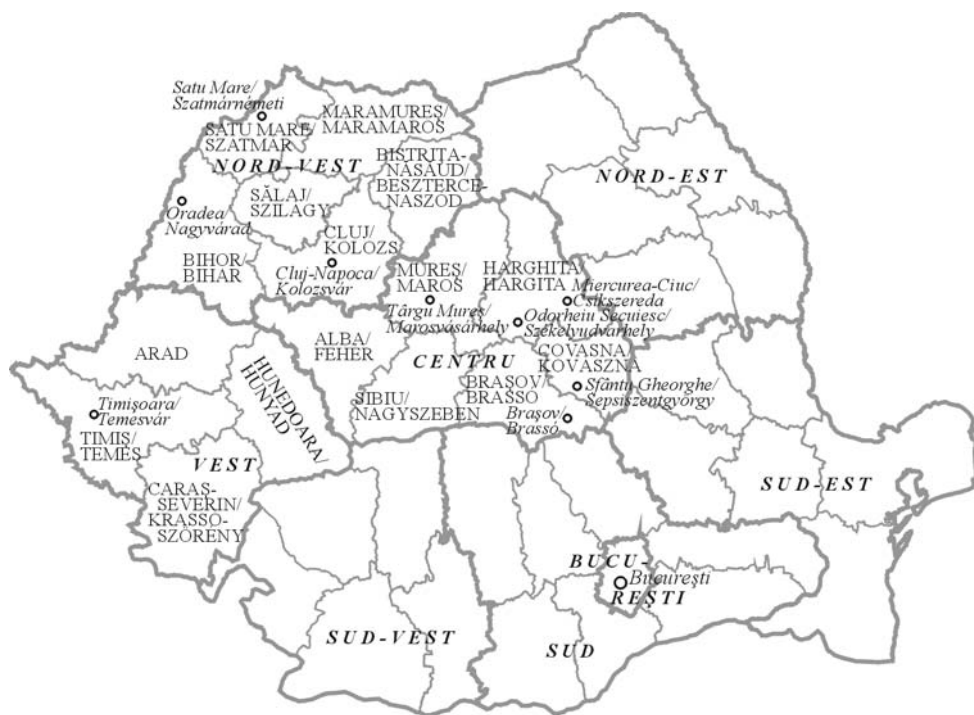 Satu Mare/
Szatmárnémeti
SATU MARE/
SZATMAR
MARAMUREȘ/
MARAMAROS
NORD-VEST
BISTRITA-
NĂSĂUD/
BESZTERCE-
NASZOD
NORD-EST
SĂLAJ/
SZILAGY
Oradea/
Nagyvárad
CLUJ/
KOLOZS
BIHOR/
BIHAR
Cluj-Napoca/
Kolozsvár
MUREȘ/
MAROS
HARGHITA/
HARGITA
Miercurea-Ciuc/
Csíkszereda
Târgu Mureș/
Marosvásárhely
Odorheiu Secuiesc/
Székelyudvarhely
ALBA/
FEHÉR
ARAD
CENTRU
COVASNA/
KOVASZNA
HUNEDOARA/
HUNYAD
SIBIU/
NAGYSZEBEN
BRAȘOV/
BRASSÓ
Sfântu Gheorghe/
Sepsiszentgyörgy
Brașov/
Brassó
Timișoara/
Temesvár
TIMIȘ/
TEMES
VEST
CARAȘ-
SEVERIN/
KRASSO-
SZÖRENY
SUD-EST
BUCU-
București
REȘTI
SUD-VEST
SUD